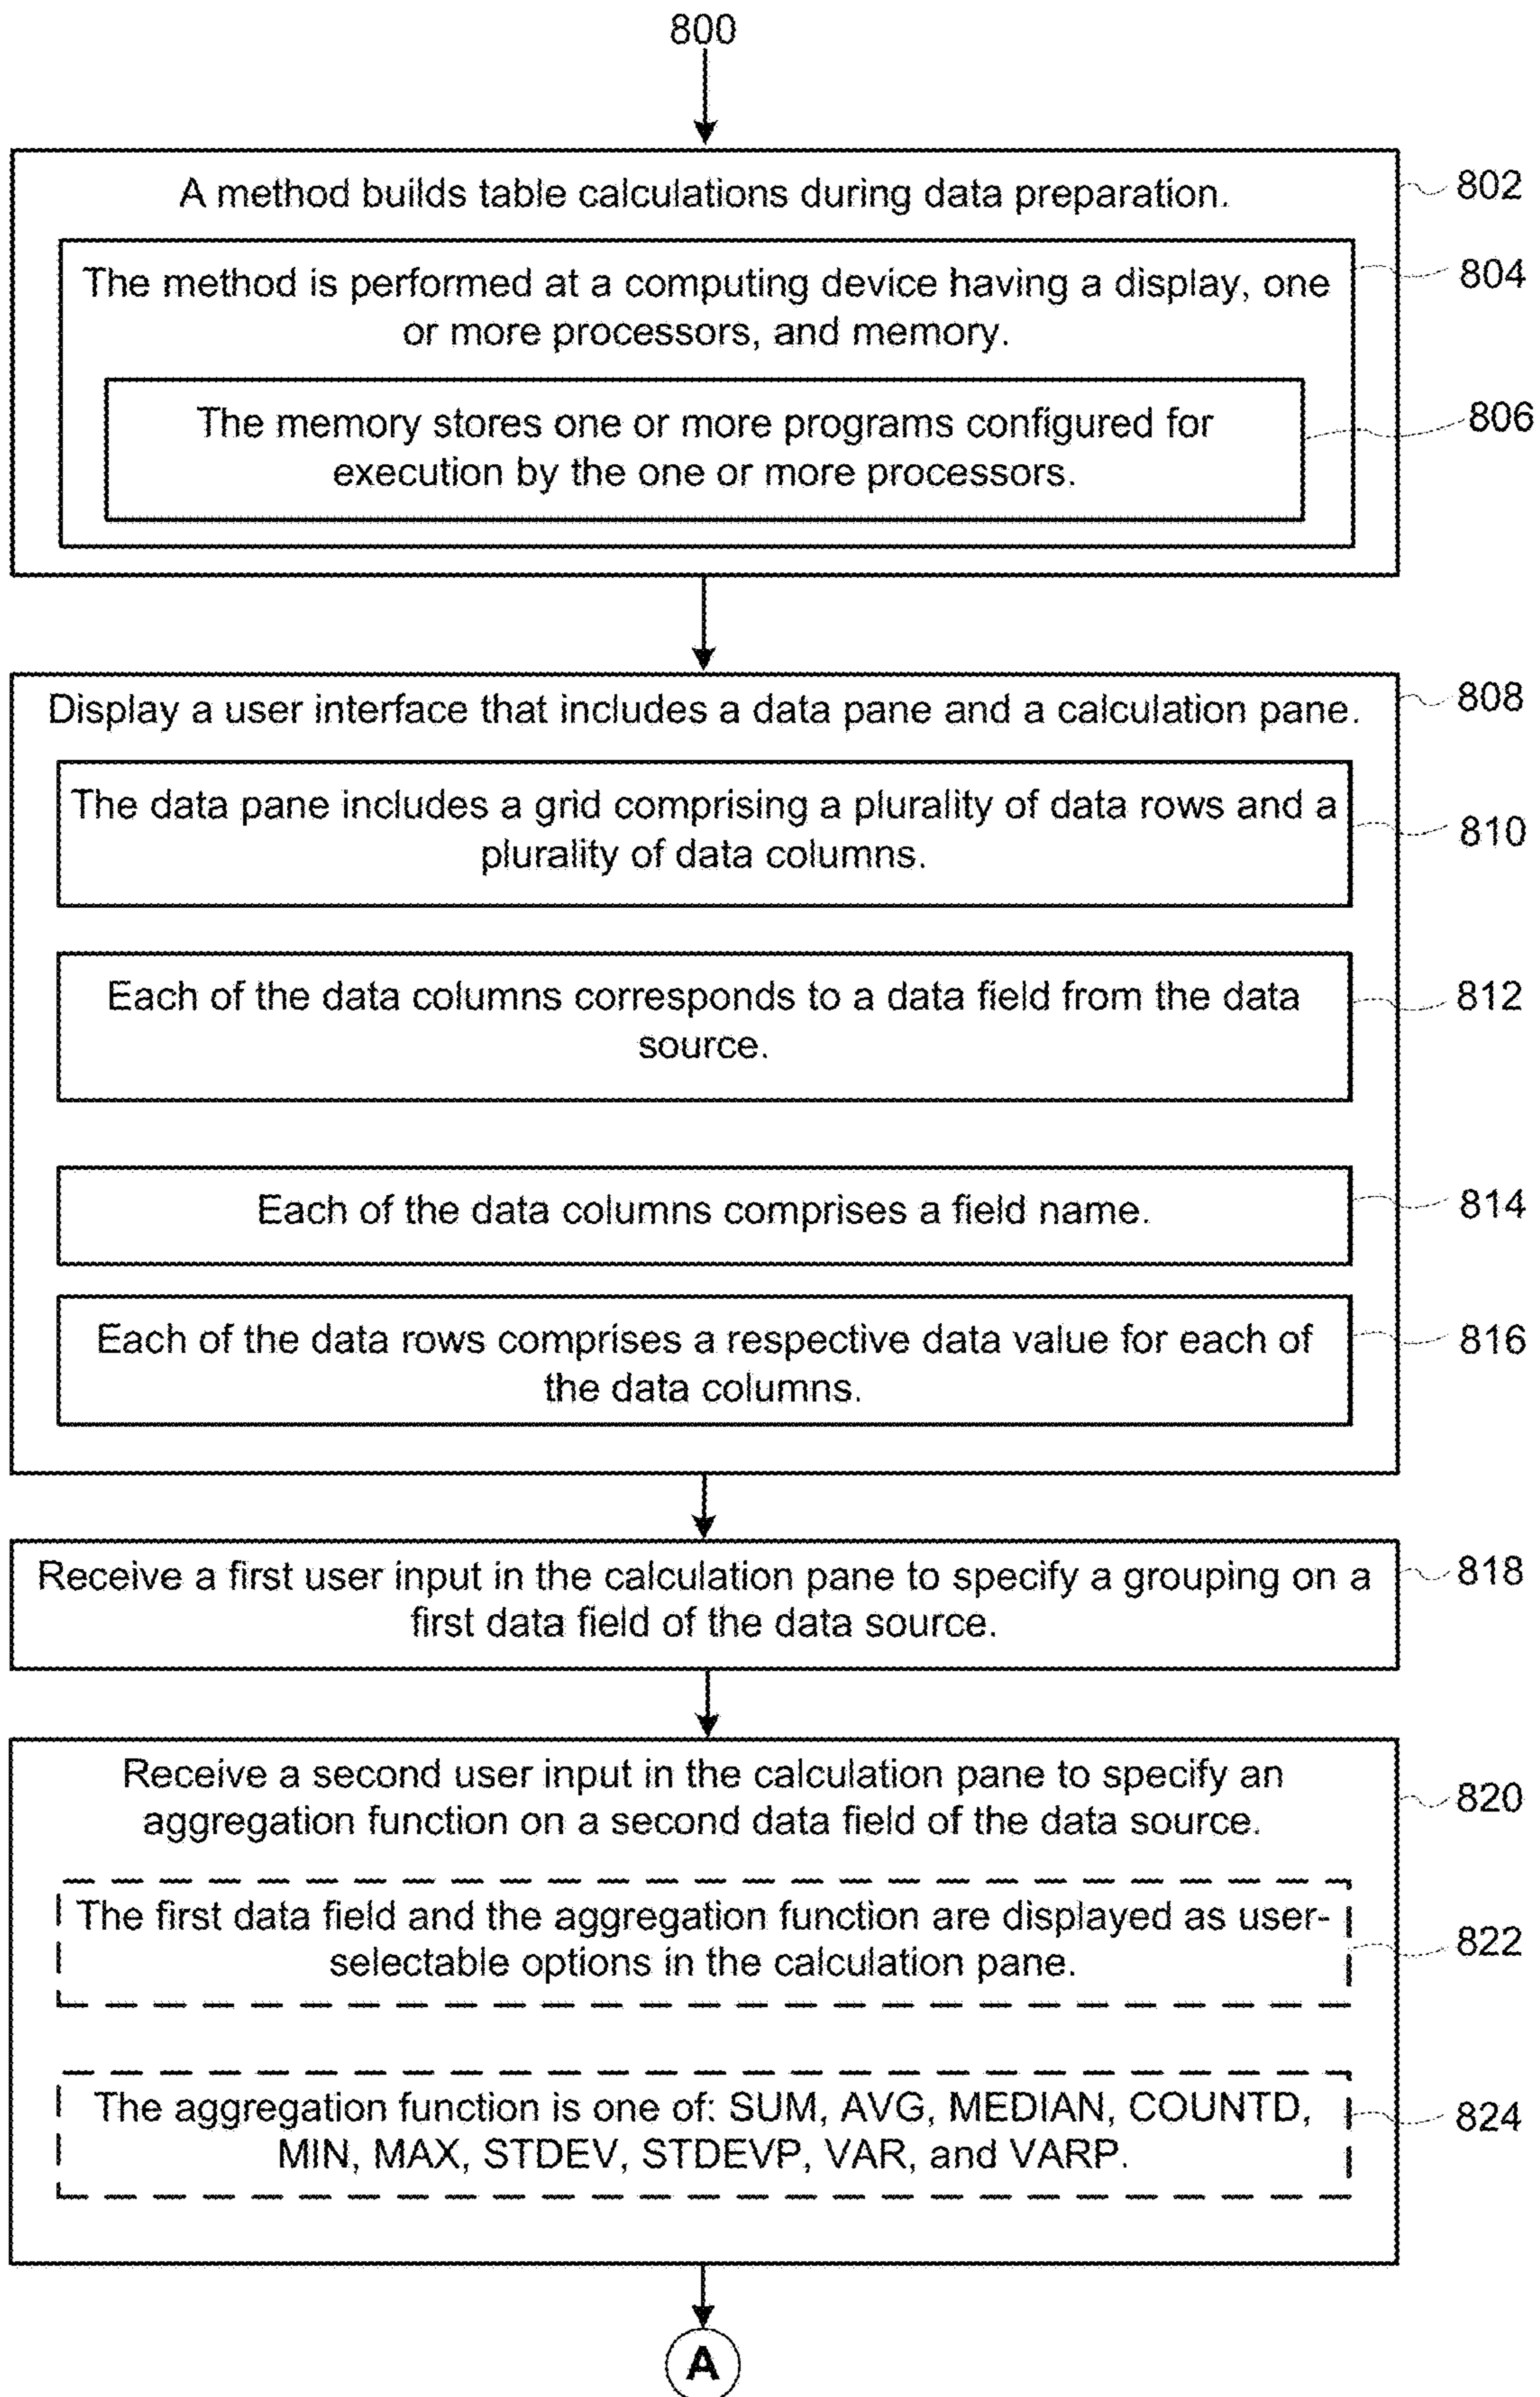 800
A method builds table calculations during data preparation.
802
The method is performed at a computing device having a display, one
or more processors, and memory.
804
The memory stores one or more programs configured for
execution by the one or more processors.
806
Display a user interface that includes a data pane and a calculation pane.
808
The data pane includes a grid comprising a plurality of data rows and a
plurality of data columns.
810
Each of the data columns corresponds to a data field from the data
source.
812
Each of the data columns comprises a field name.
814
Each of the data rows comprises a respective data value for each of
the data columns.
816
Receive a first user input in the calculation pane to specify a grouping on a
first data field of the data source.
818
Receive a second user input in the calculation pane to specify an
aggregation function on a second data field of the data source.
820
The first data field and the aggregation function are displayed as user-
selectable options in the calculation pane.
822
The aggregation function is one of: SUM, AVG, MEDIAN, COUNTD,
MIN, MAX, STDEV, STDEVP, VAR, and VARP.
824
A